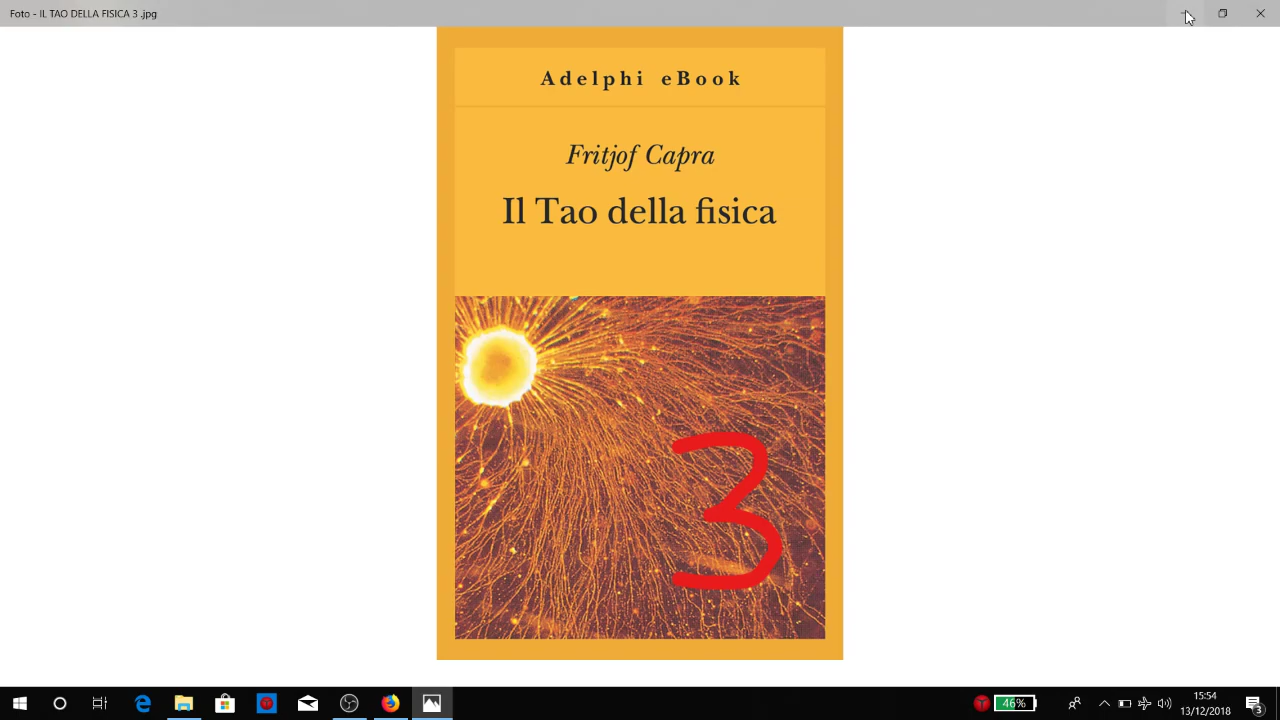 Foto - IL TAO DELLA FISICA 3 .jpg
Adelphi eBook
Fritjof Capra
Il Tao della fisica
3
46%
15:54
13/12/2018
3